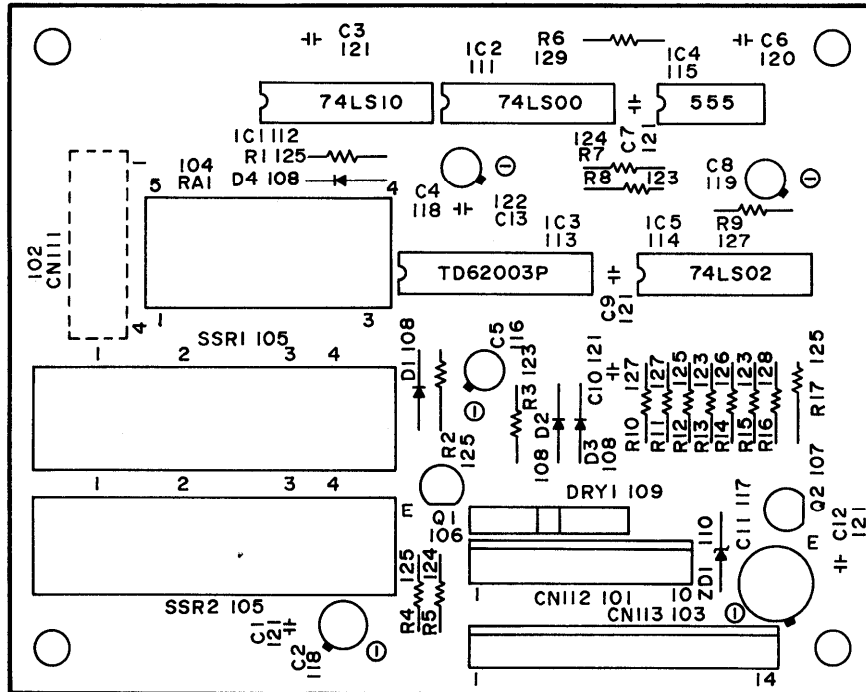 C3
121
IC2
111
R6
129
C6
120
IC4
115
74LS10
74LS00
555
C7
121
IC1 112
R1 125
D4 108
104
RA1
5
4
1
3
C4
118
122
C13
124
R7
R8
123
C8
119
R9
127
102
CN111
1
4
IC3
113
IC5
114
TD62003P
74LS02
C9
121
SSR1 105
1
2
3
4
D1 108
C5
116
R3 123
R2
125
108 D2
D3
108
C10 121
R10 127
R11 127
R12 125
R13 123
R14 126
R15 123
R16 128
R17 125
1
2
3
4
E
Q1
106
DRY1 109
ZD1 110
C11 117
Q2 107
E
C12
121
SSR2 105
R4 125
R5 124
1
10
CN112 101
CN113 103
C1
121
C2
118
1
14